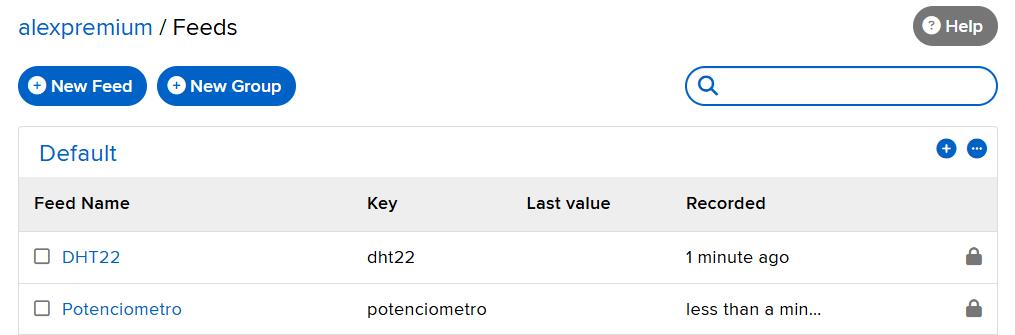 alexpremium / Feeds
Help
New Feed
New Group
Default
Feed Name Key Last value Recorded
DHT22 dht22 1 minute ago
Potenciometro potenciometro less than a min...